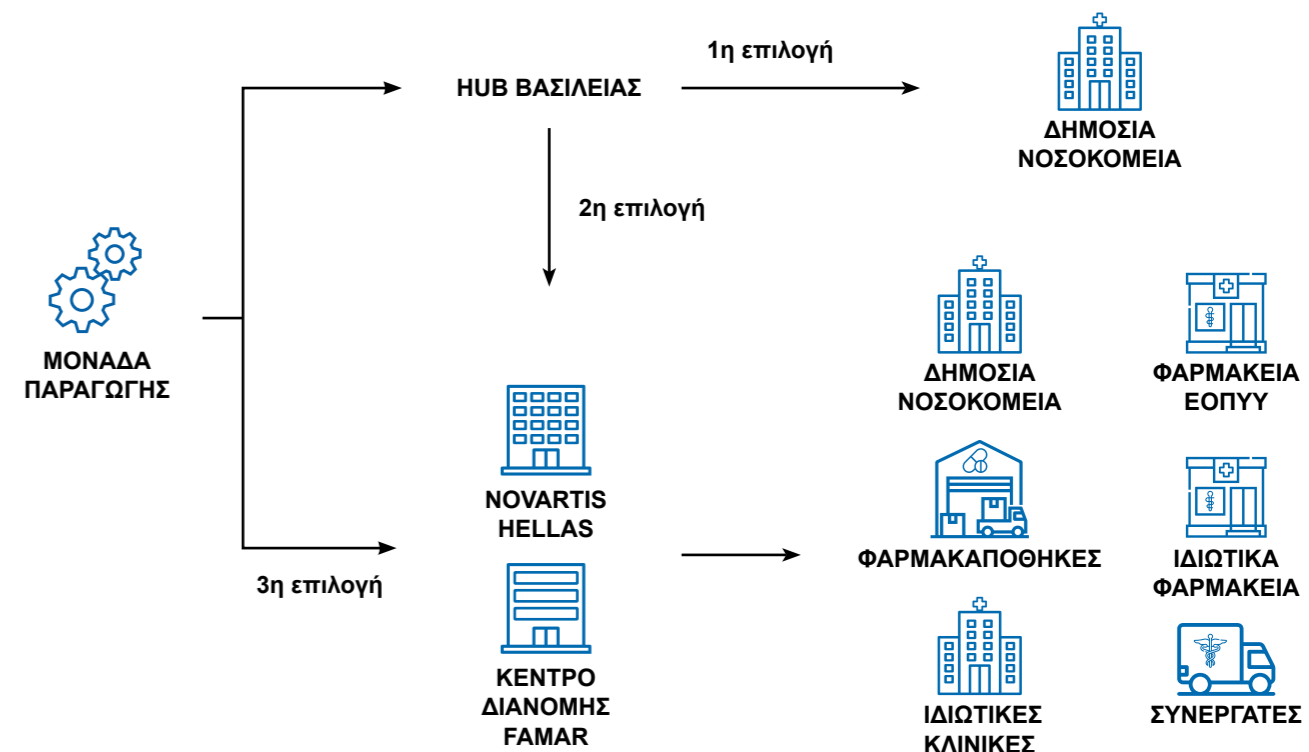 1η επιλογή
HUB ΒΑΣΙΛΕΙΑΣ
ΔΗΜΟΣΙΑ
ΝΟΣΟΚΟΜΕΙΑ
2η επιλογή
ΜΟΝΑΔΑ
ΠΑΡΑΓΩΓΗΣ
ΔΗΜΟΣΙΑ
ΝΟΣΟΚΟΜΕΙΑ
ΦΑΡΜΑΚΕΙΑ
ΕΟΠΥΥ
NOVARTIS
HELLAS
3η επιλογή
ΦΑΡΜΑΚΑΠΟΘΗΚΕΣ
ΙΔΙΩΤΙΚΑ
ΦΑΡΜΑΚΕΙΑ
ΚΕΝΤΡΟ
ΔΙΑΝΟΜΗΣ
FAMAR
ΙΔΙΩΤΙΚΕΣ
ΚΛΙΝΙΚΕΣ
ΣΥΝΕΡΓΑΤΕΣ